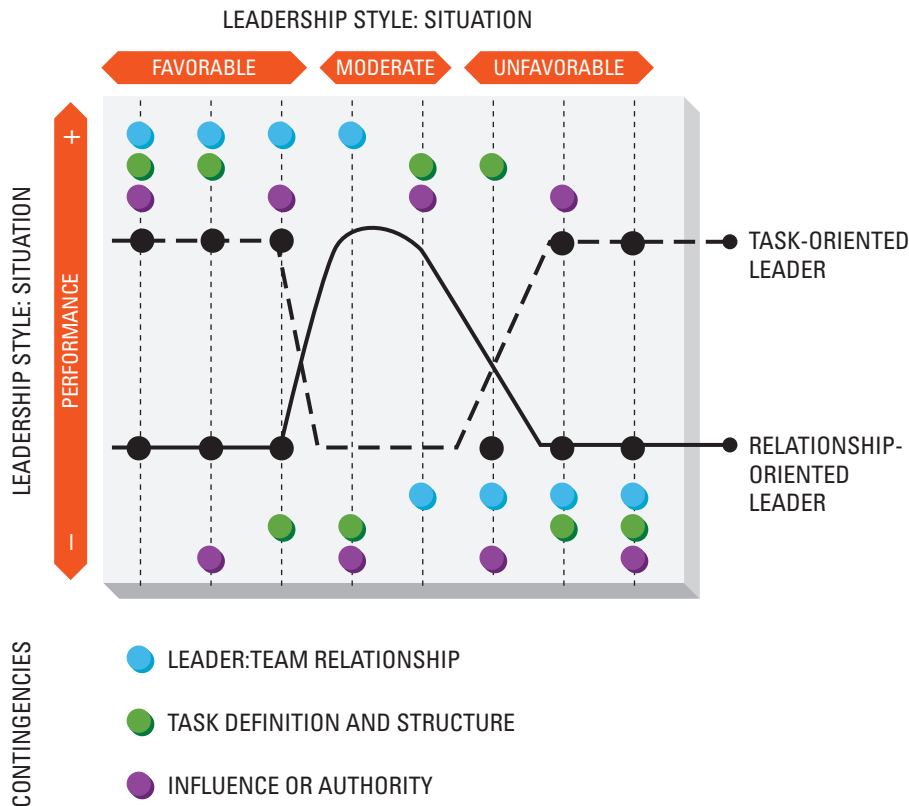 LEADERSHIP STYLE: SITUATION
FAVORABLE
MODERATE
UNFAVORABLE
LEADERSHIP STYLE: SITUATION
+
PERFORMANCE
–
TASK-ORIENTED
LEADER
RELATIONSHIP-
ORIENTED
LEADER
CONTINGENCIES
LEADER:TEAM RELATIONSHIP
TASK DEFINITION AND STRUCTURE
INFLUENCE OR AUTHORITY